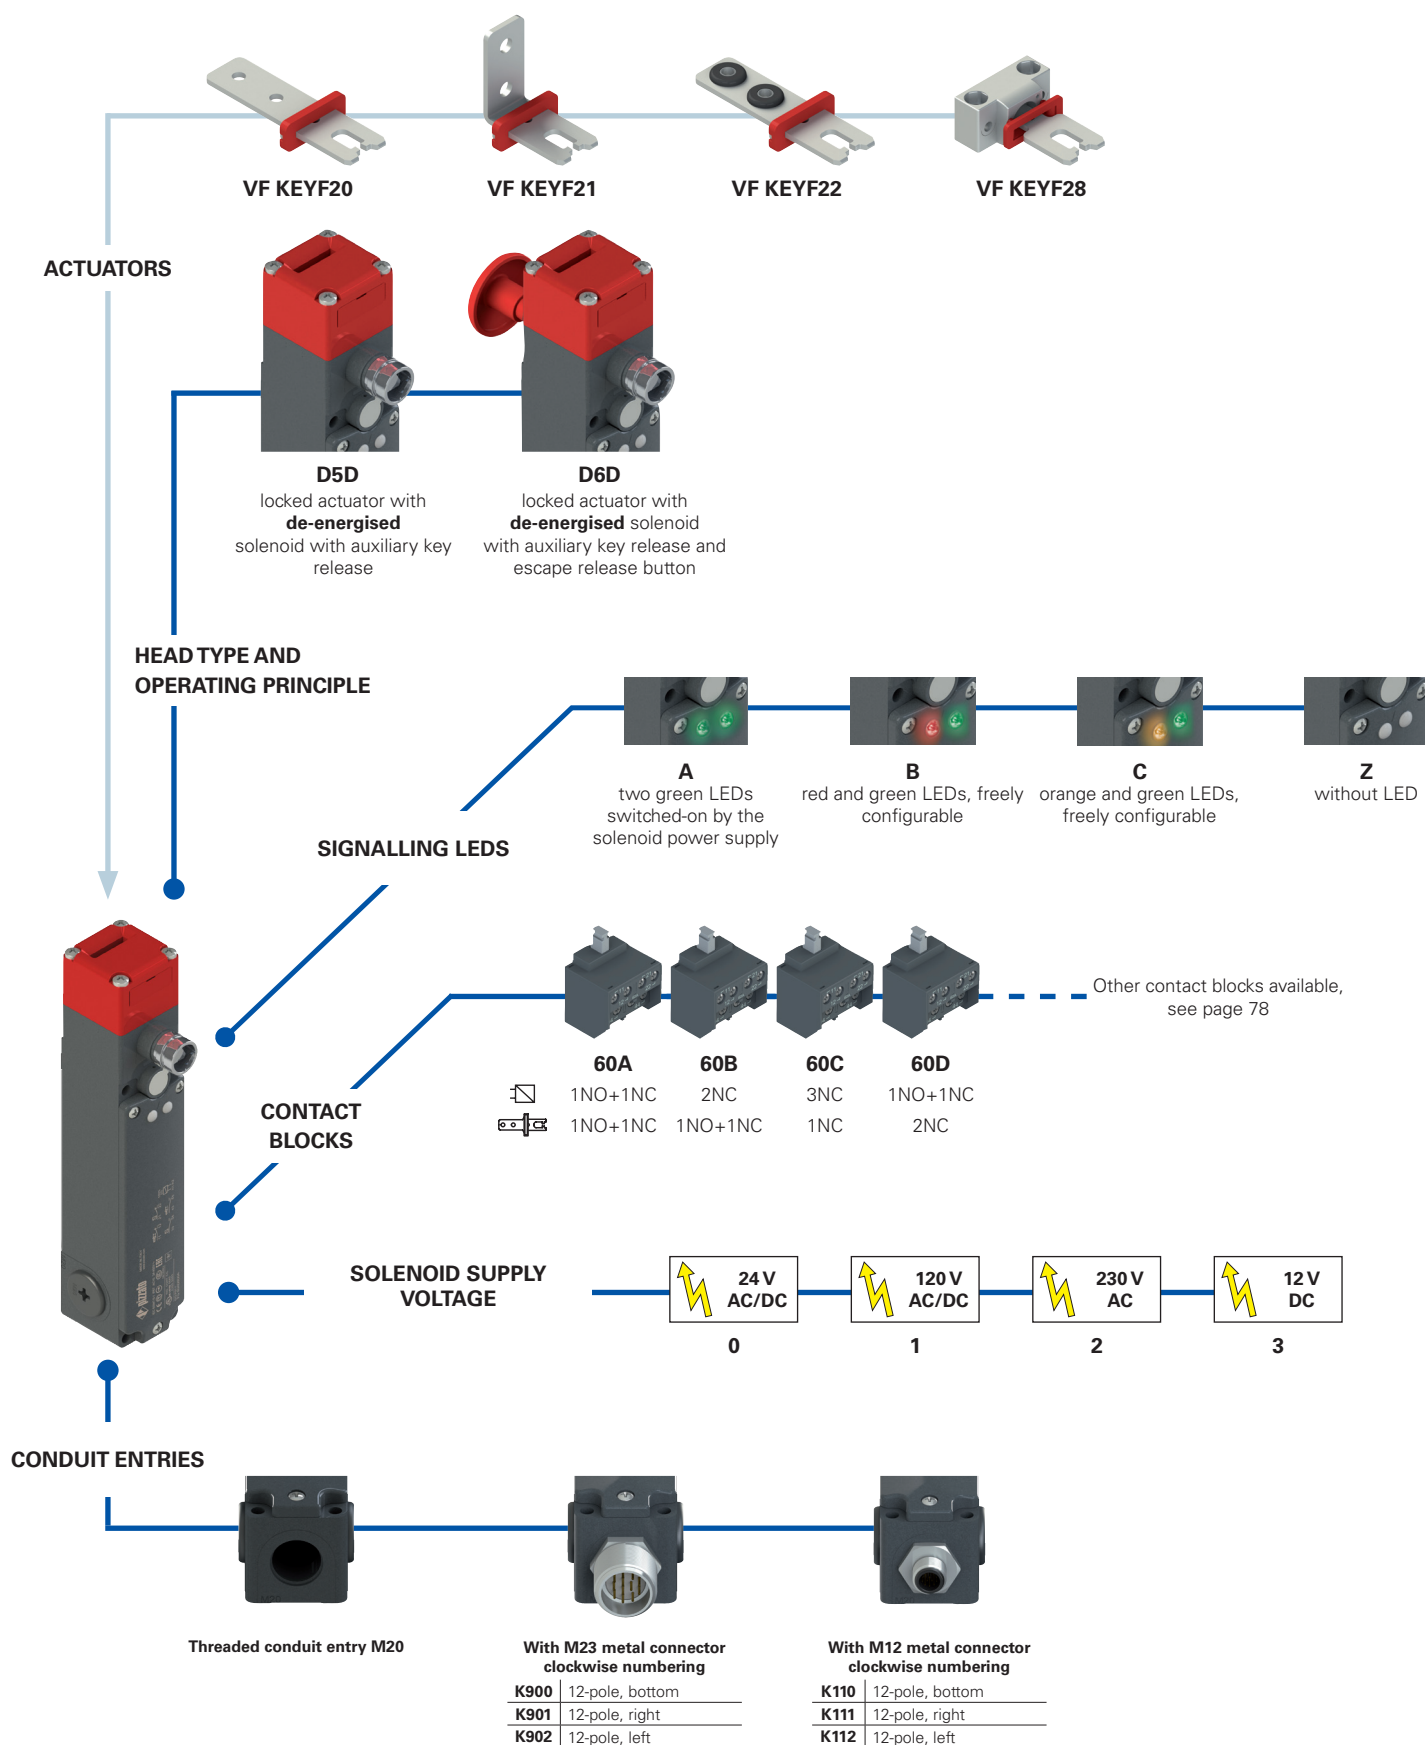 VF KEYF20
VF KEYF21
VF KEYF22
VF KEYF28
ACTUATORS
D5D
locked actuator with
de-energised
solenoid with auxiliary key
release
D6D
locked actuator with
de-energised solenoid
with auxiliary key release and
escape release button
HEAD TYPE AND
OPERATING PRINCIPLE
A
two green LEDs
switched-on by the
solenoid power supply
B
red and green LEDs, freely
configurable
C
orange and green LEDs,
freely configurable
Z
without LED
SIGNALLING LEDS
Other contact blocks available,
see page 78
60A 60B 60C 60D
1NO+1NC 2NC 3NC 1NO+1NC
1NO+1NC 1NO+1NC 1NC 2NC
CONTACT
BLOCKS
pizzato
SOLENOID SUPPLY
VOLTAGE
24 V
AC/DC
0
120 V
AC/DC
1
230 V
AC
2
12 V
DC
3
CONDUIT ENTRIES
Threaded conduit entry M20
With M23 metal connector
clockwise numbering
K900 12-pole, bottom
K901 12-pole, right
K902 12-pole, left
With M12 metal connector
clockwise numbering
K110 12-pole, bottom
K111 12-pole, right
K112 12-pole, left